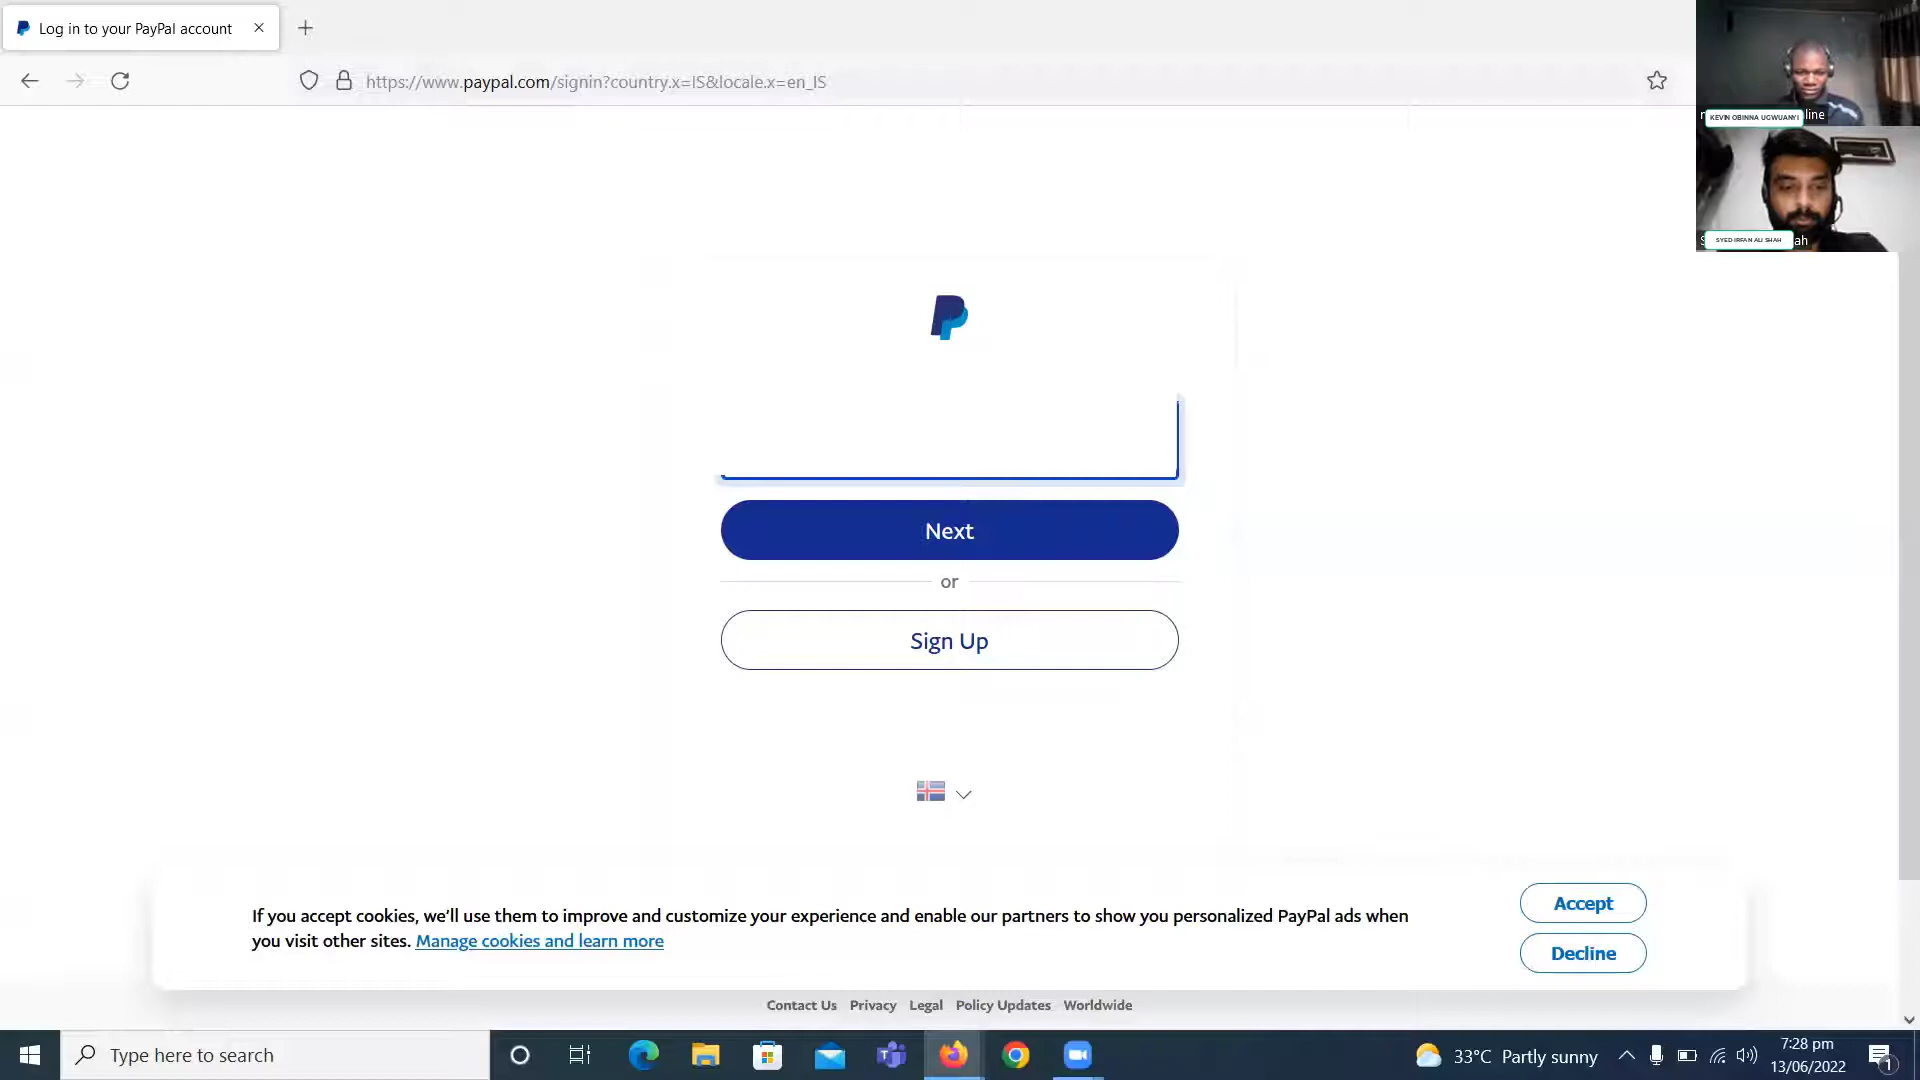 Log in to your PayPal account
https://www.paypal.com/signin?country.x=IS&locale.x=en_IS
line
KEVIN OBINNA UGWUANYI
SYED IRFAN ALI SHAH
ah
Next
or
Sign Up
If you accept cookies, we'll use them to improve and customize your experience and enable our partners to show you personalized PayPal ads when
you visit other sites. Manage cookies and learn more
Accept
Decline
Contact Us Privacy Legal Policy Updates Worldwide
Type here to search
33°C Partly sunny
7:28 pm
13/06/2022
1